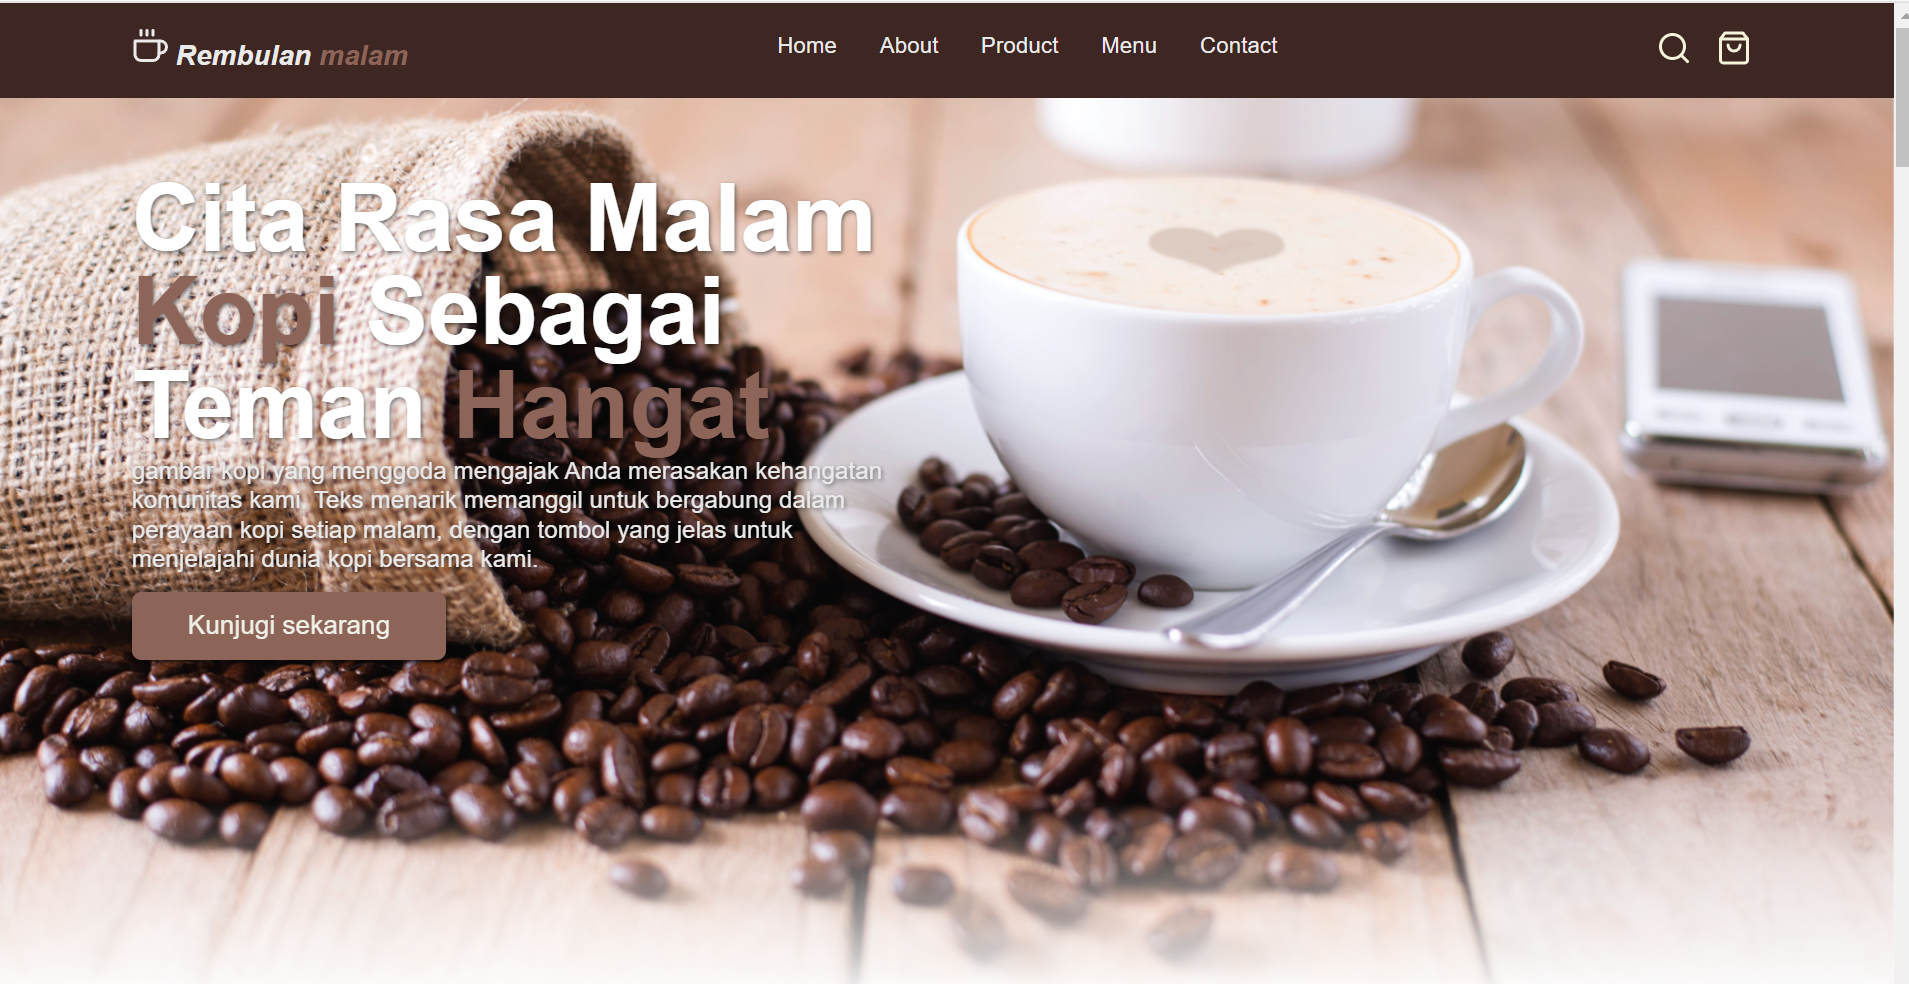 Rembulan malam
Home About Product Menu Contact
Cita Rasa Malam
Kopi Sebagai
Teman Hangat
gambar kopi yang menggoda mengajak Anda merasakan kehangatan
komunitas kami. Teks menarik memanggil untuk bergabung dalam
perayaan kopi setiap malam, dengan tombol yang jelas untuk
menjelajahi dunia kopi bersama kami.
Kunjugi sekarang